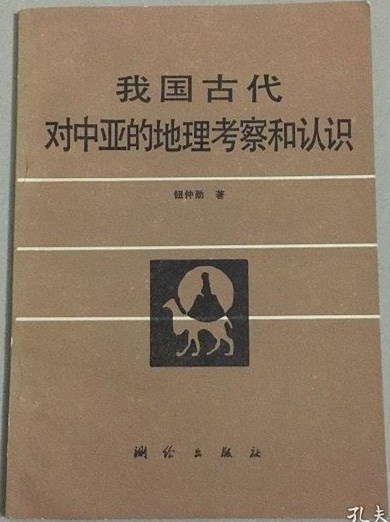 我国古代
对中亚的地理考察和认识
钮仲勋 著
测绘出版社
孔夫